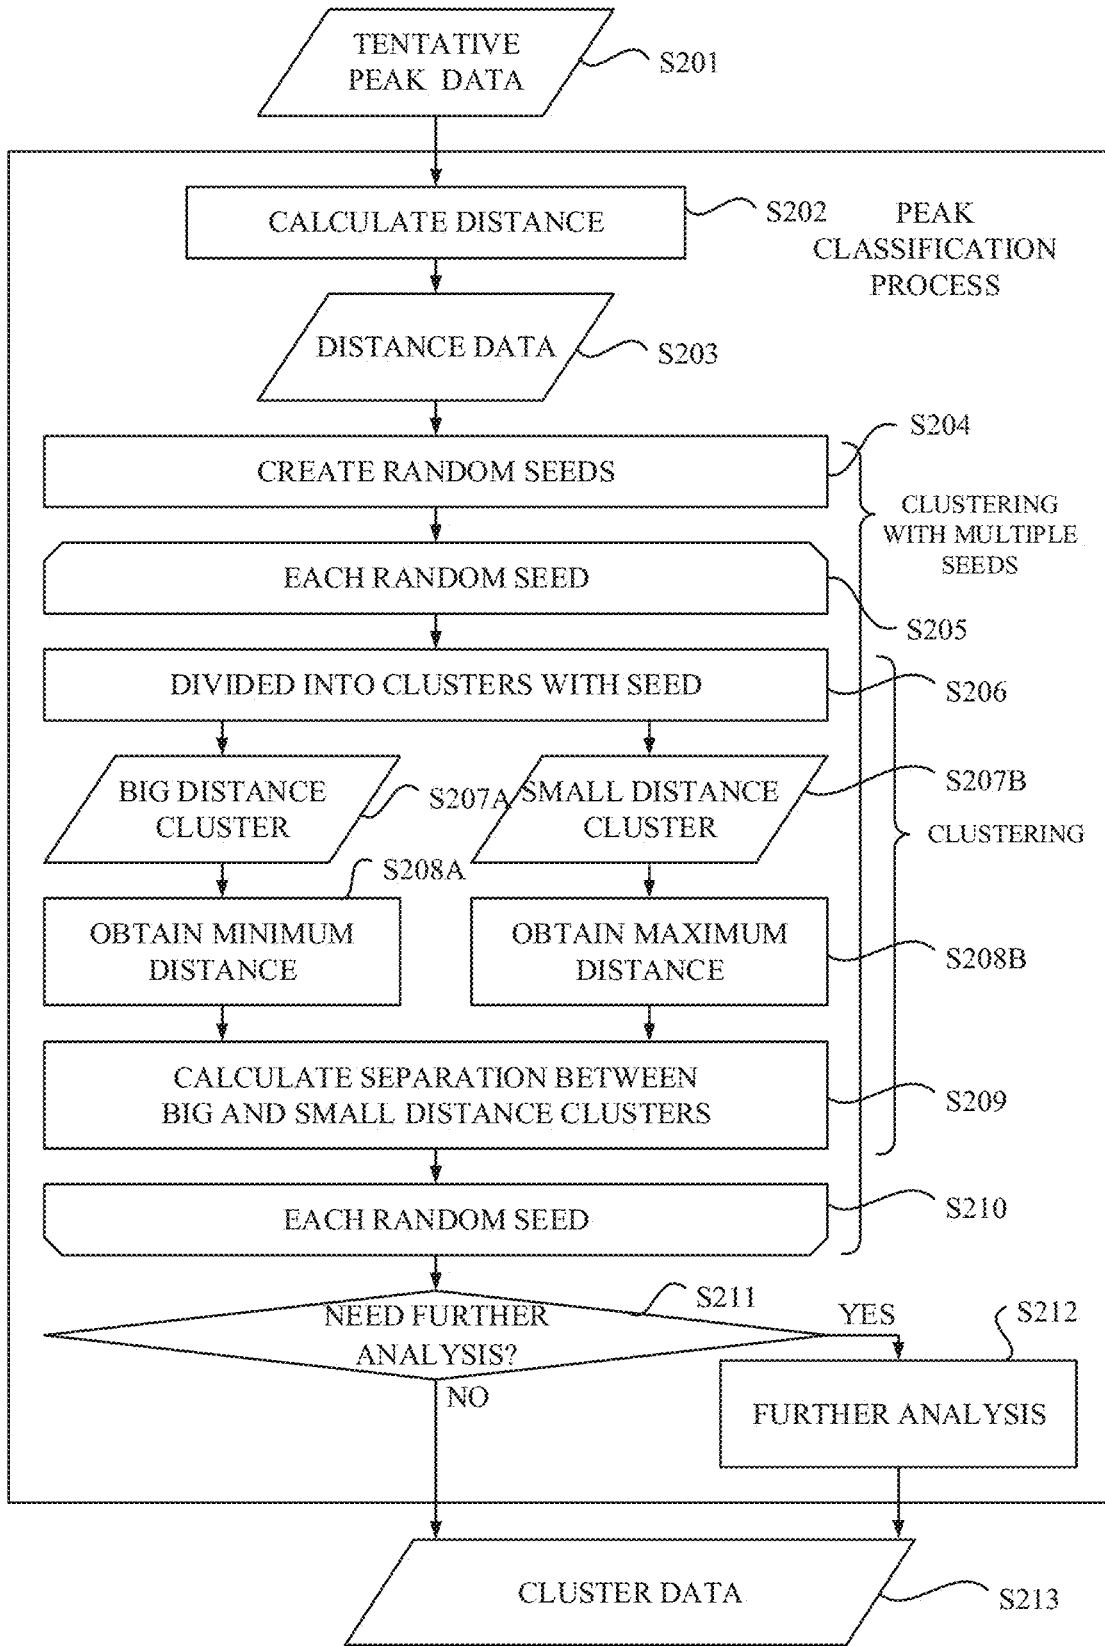 TENTATIVE
PEAK DATA
S201
CALCULATE DISTANCE
S202
PEAK
CLASSIFICATION
PROCESS
DISTANCE DATA
S203
S204
CREATE RANDOM SEEDS
CLUSTERING
WITH MULTIPLE
SEEDS
EACH RANDOM SEED
S205
DIVIDED INTO CLUSTERS WITH SEED
S206
BIG DISTANCE
CLUSTER
S207A
SMALL DISTANCE
CLUSTER
S207B
CLUSTERING
S208A
OBTAIN MINIMUM
DISTANCE
OBTAIN MAXIMUM
DISTANCE
S208B
CALCULATE SEPARATION BETWEEN
BIG AND SMALL DISTANCE CLUSTERS
S209
EACH RANDOM SEED
S210
S211
NEED FURTHER
ANALYSIS?
YES
S212
NO
FURTHER ANALYSIS
CLUSTER DATA
S213